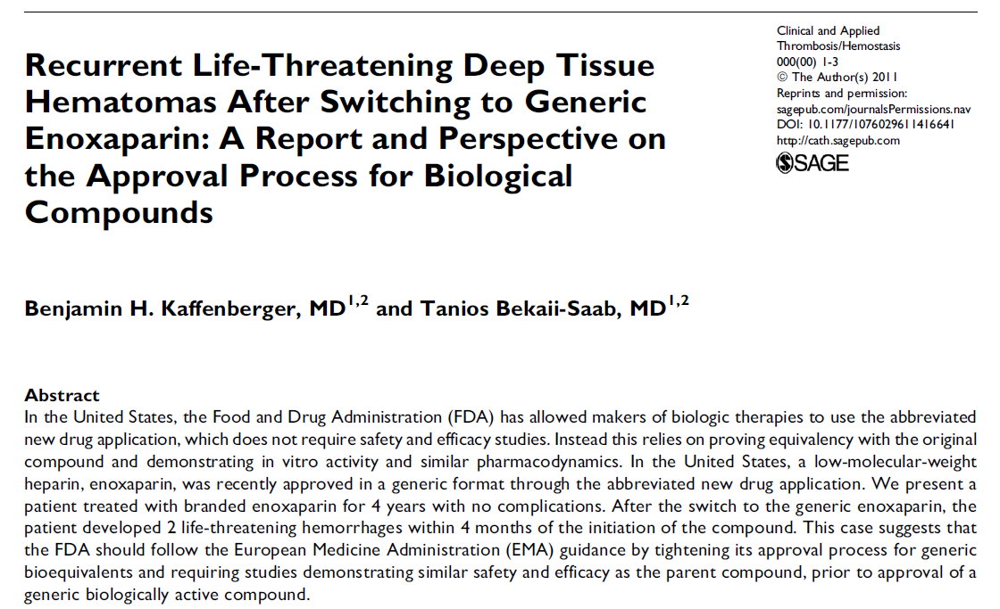 Clinical and Applied
Thrombosis/Hemostasis
000(00) 1-3
© The Author(s) 2011
Reprints and permission:
sagepub.com/journalsPermissions.nav
DOI: 10.1177/1076029611416641
http://cath.sagepub.com
SAGE
Recurrent Life-Threatening Deep Tissue
Hematomas After Switching to Generic
Enoxaparin: A Report and Perspective on
the Approval Process for Biological
Compounds
Benjamin H. Kaffenberger, MD1,2 and Tanios Bekaii-Saab, MD1,2
Abstract
In the United States, the Food and Drug Administration (FDA) has allowed makers of biologic therapies to use the abbreviated
new drug application, which does not require safety and efficacy studies. Instead this relies on proving equivalency with the original
compound and demonstrating in vitro activity and similar pharmacodynamics. In the United States, a low-molecular-weight
heparin, enoxaparin, was recently approved in a generic format through the abbreviated new drug application. We present a
patient treated with branded enoxaparin for 4 years with no complications. After the switch to the generic enoxaparin, the
patient developed 2 life-threatening hemorrhages within 4 months of the initiation of the compound. This case suggests that
the FDA should follow the European Medicine Administration (EMA) guidance by tightening its approval process for generic
bioequivalents and requiring studies demonstrating similar safety and efficacy as the parent compound, prior to approval of a
generic biologically active compound.